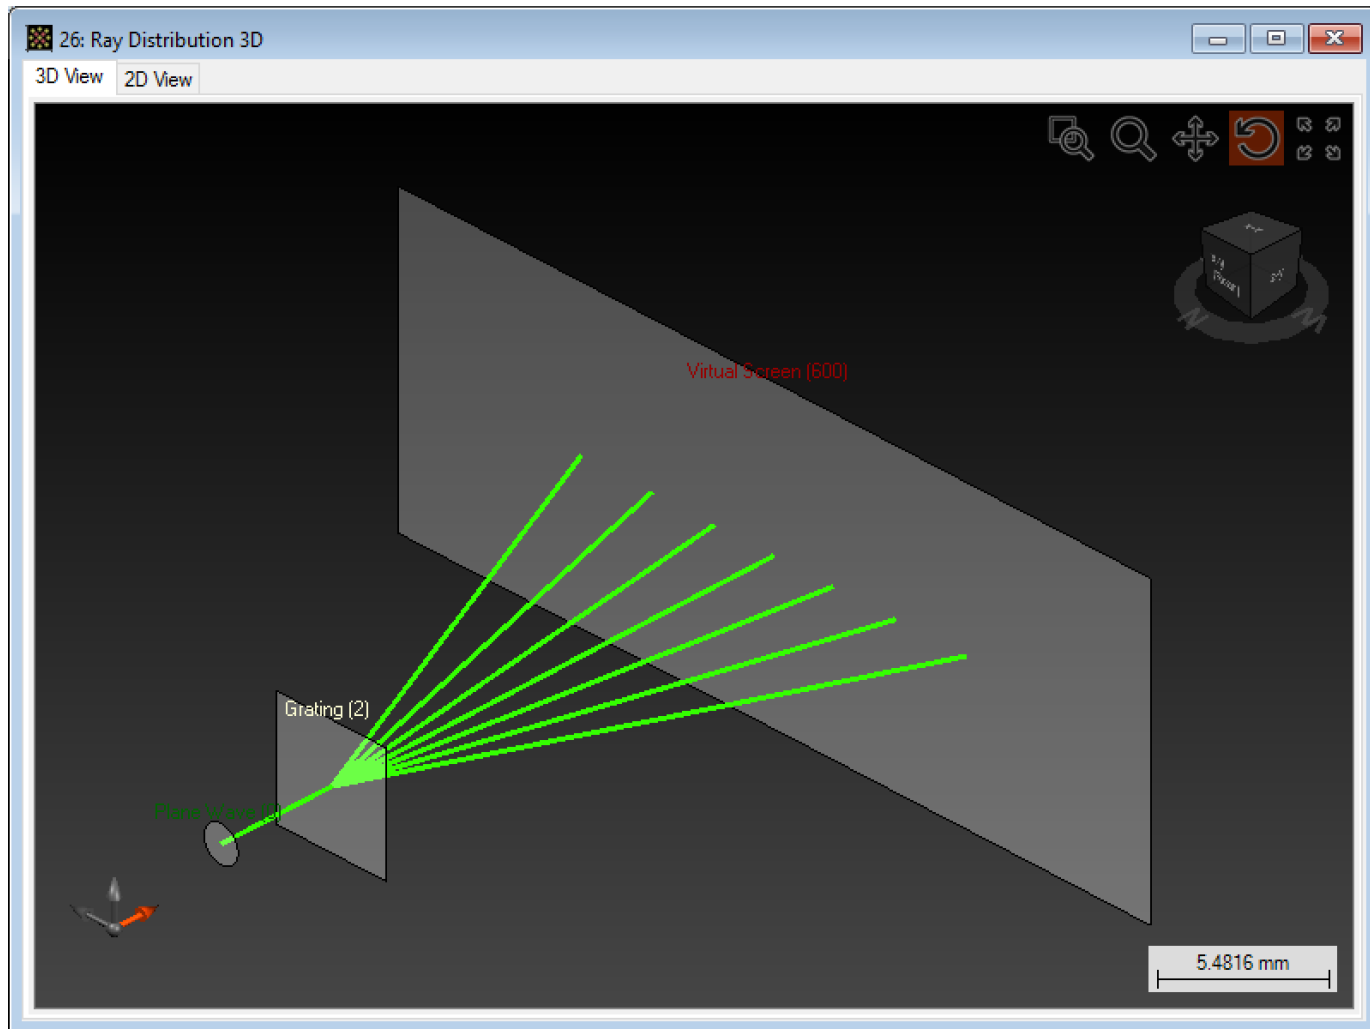 26: Ray Distribution 3D
3D View
2D View
Virtual Screen (600)
Grating (2)
Plane Wave (0)
N
M
5.4816 mm